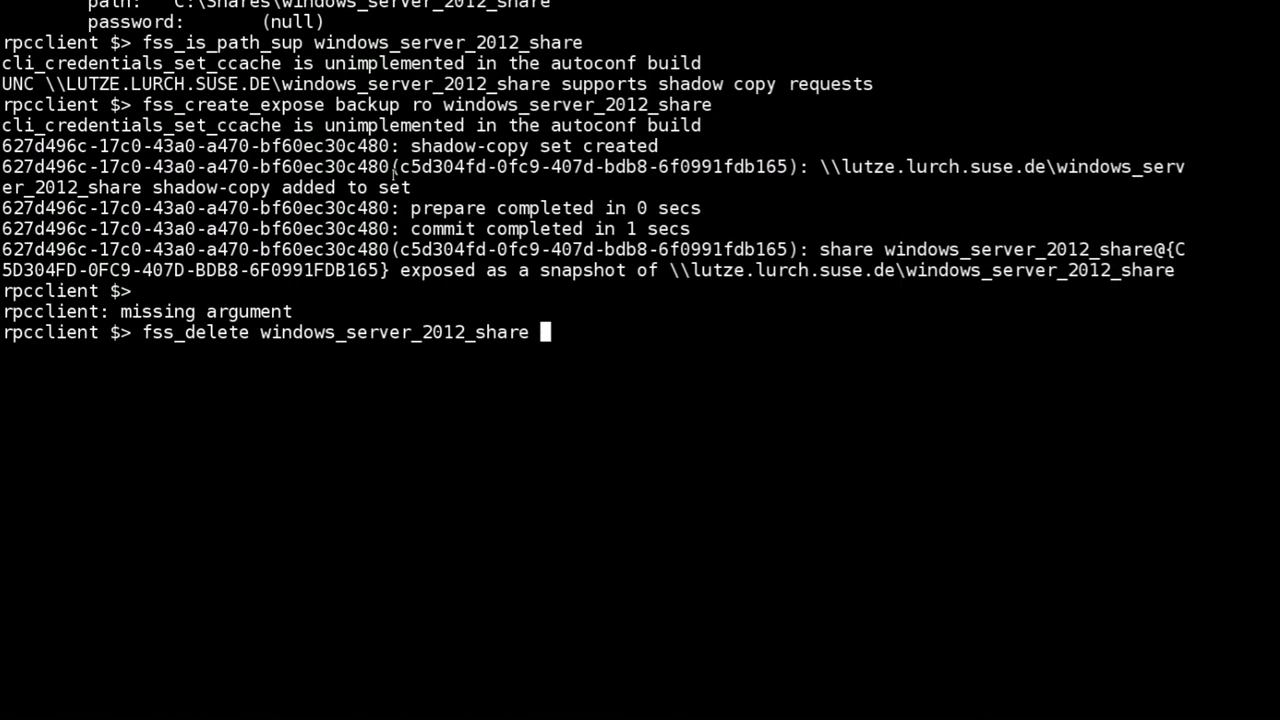 path:   C:\Shares\windows_server_2012_share
password:       (null)
rpcclient $> fss_is_path_sup windows_server_2012_share
cli_credentials_set_ccache is unimplemented in the autoconf build
UNC \\LUTZE.LURCH.SUSE.DE\windows_server_2012_share supports shadow copy requests
rpcclient $> fss_create_expose backup ro windows_server_2012_share
cli_credentials_set_ccache is unimplemented in the autoconf build
627d496c-17c0-43a0-a470-bf60ec30c480: shadow-copy set created
627d496c-17c0-43a0-a470-bf60ec30c480(c5d304fd-0fc9-407d-bdb8-6f0991fdb165): \\lutze.lurch.suse.de\windows_serv
er_2012_share shadow-copy added to set
627d496c-17c0-43a0-a470-bf60ec30c480: prepare completed in 0 secs
627d496c-17c0-43a0-a470-bf60ec30c480: commit completed in 1 secs
627d496c-17c0-43a0-a470-bf60ec30c480(c5d304fd-0fc9-407d-bdb8-6f0991fdb165): share windows_server_2012_share@{C
5D304FD-0FC9-407D-BDB8-6F0991FDB165} exposed as a snapshot of \\lutze.lurch.suse.de\windows_server_2012_share
rpcclient $>
rpcclient: missing argument
rpcclient $> fss_delete windows_server_2012_share